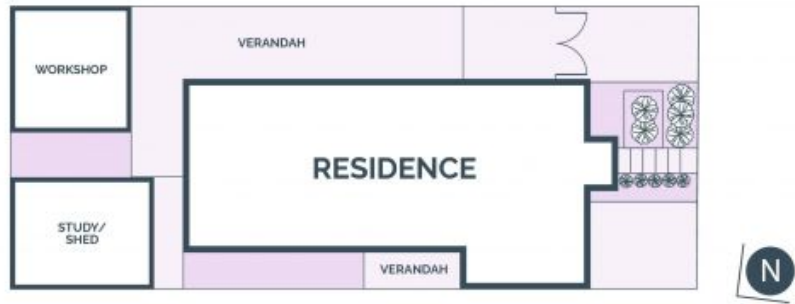 VERANDAH
WORKSHOP
RESIDENCE
STUDY/
SHED
VERANDAH
N